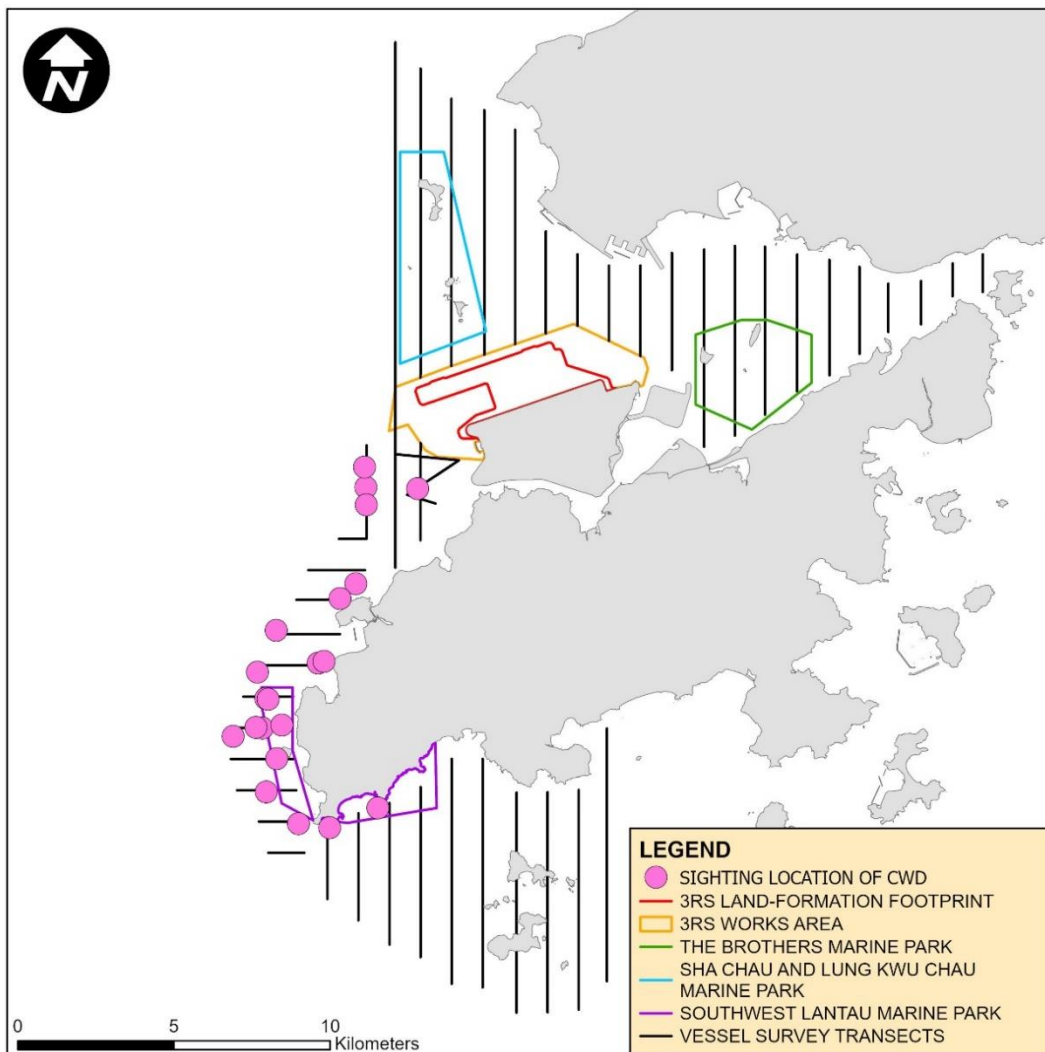 N
LEGEND
SIGHTING LOCATION OF CWD
3RS LAND-FORMATION FOOTPRINT
3RS WORKS AREA
THE BROTHERS MARINE PARK
SHA CHAU AND LUNG KWU CHAU
MARINE PARK
SOUTHWEST LANTAU MARINE PARK
VESSEL SURVEY TRANSECTS
0 5 10
Kilometers